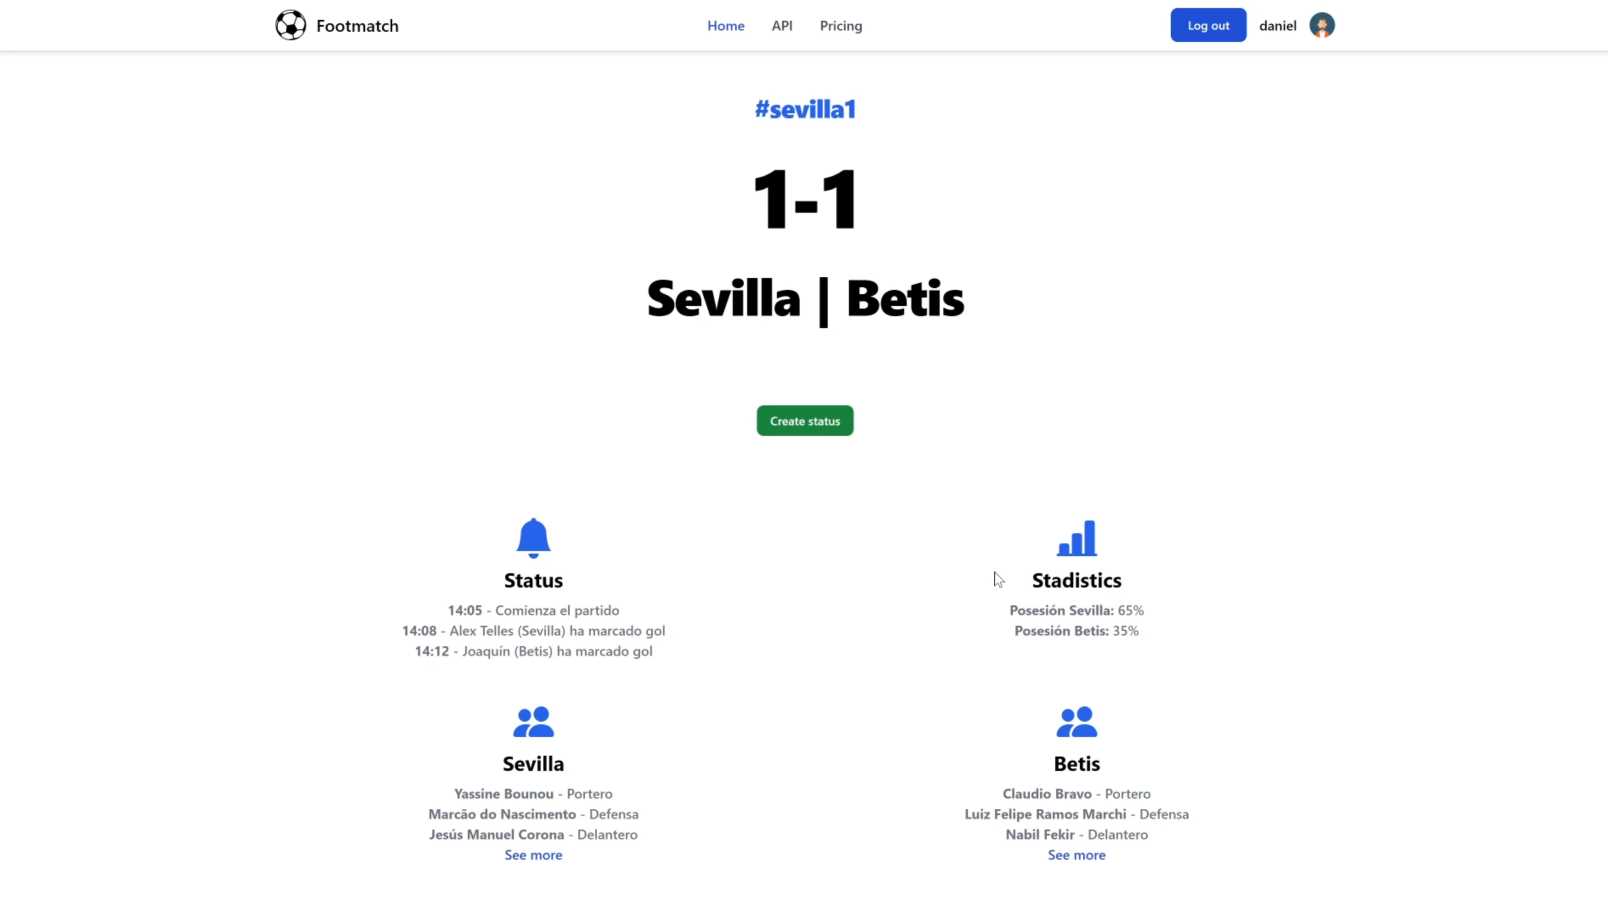 Footmatch
Home
API
Pricing
Log out
daniel
#sevilla1
1-1
Sevilla | Betis
Create status
Status
14:05 - Comienza el partido
14:08 - Alex Telles (Sevilla) ha marcado gol
14:12 - Joaquín (Betis) ha marcado gol
Stadistics
Posesión Sevilla: 65%
Posesión Betis: 35%
Sevilla
Yassine Bounou - Portero
Marcão do Nascimento - Defensa
Jesús Manuel Corona - Delantero
See more
Betis
Claudio Bravo - Portero
Luiz Felipe Ramos Marchi - Defensa
Nabil Fekir - Delantero
See more